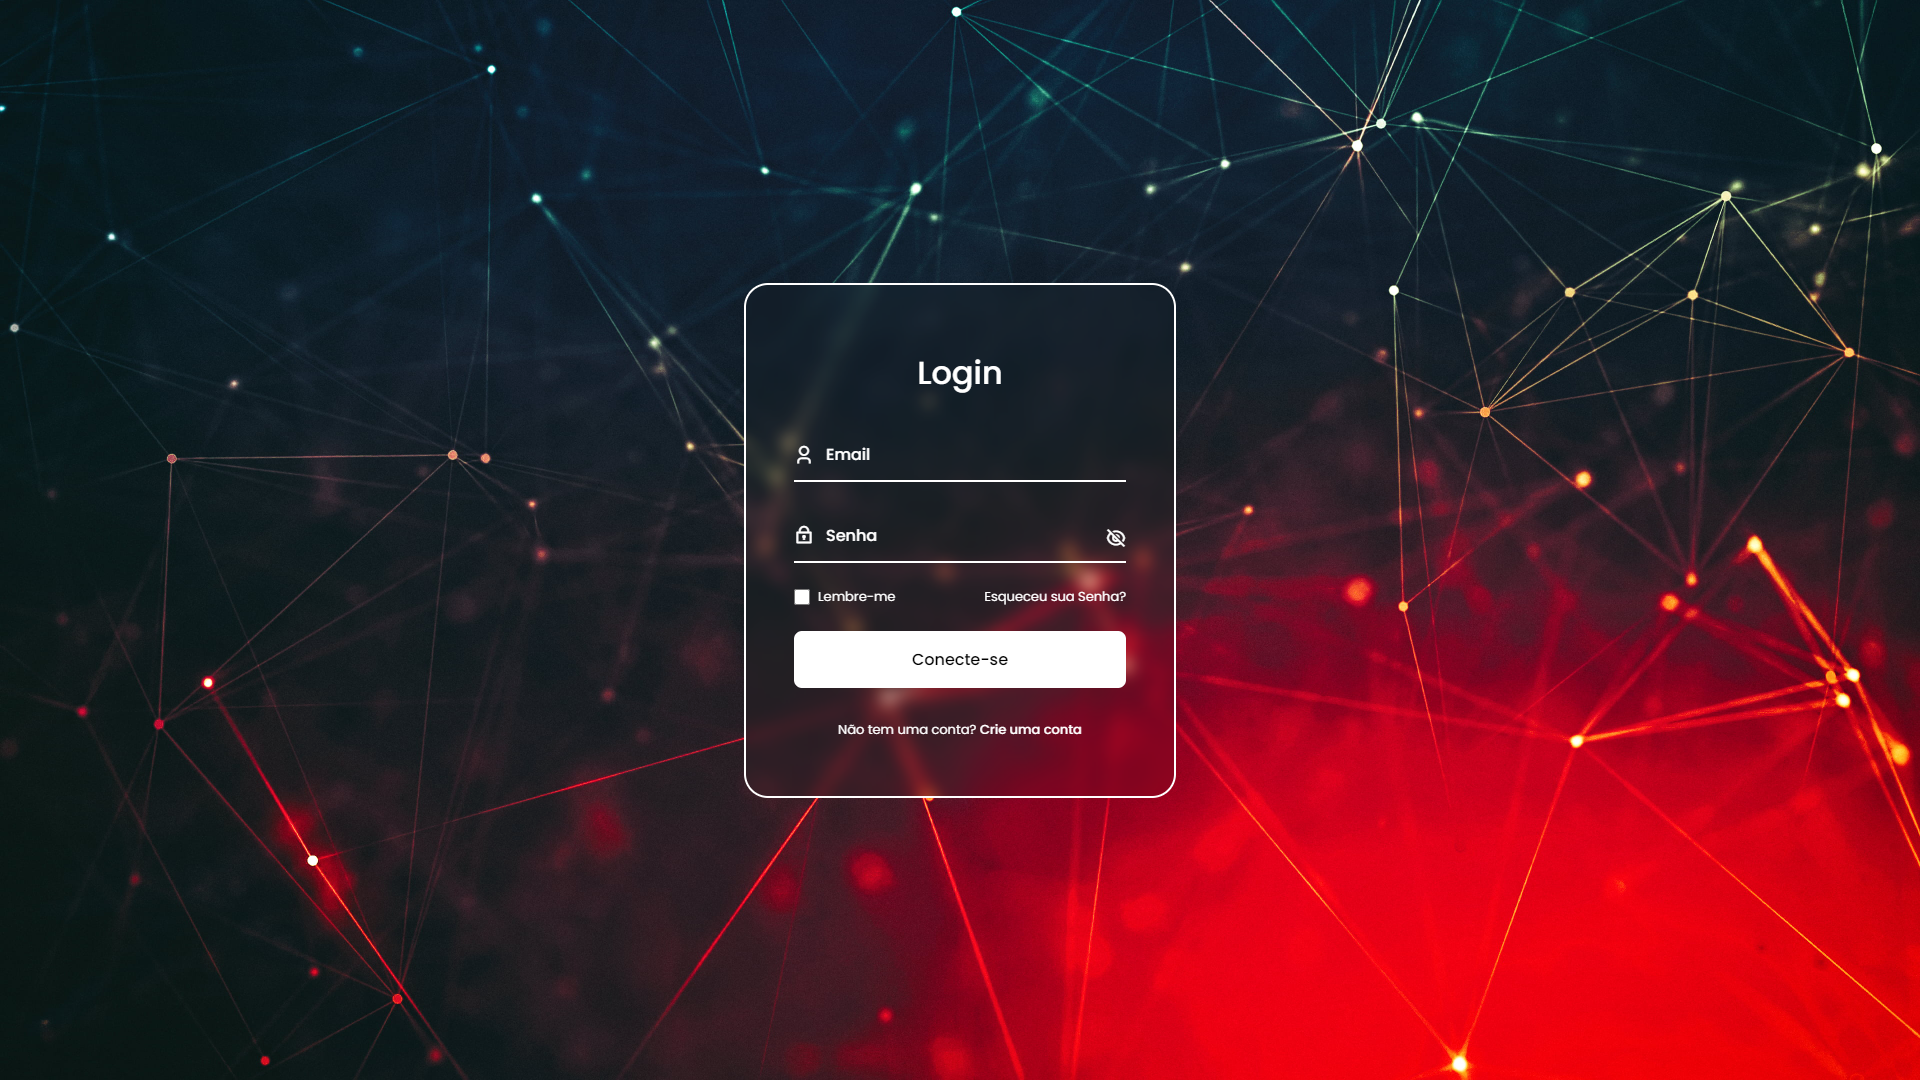 Login
Email
Senha
Lembre-me Esqueceu sua Senha?
Conecte-se
Não tem uma conta? Crie uma conta